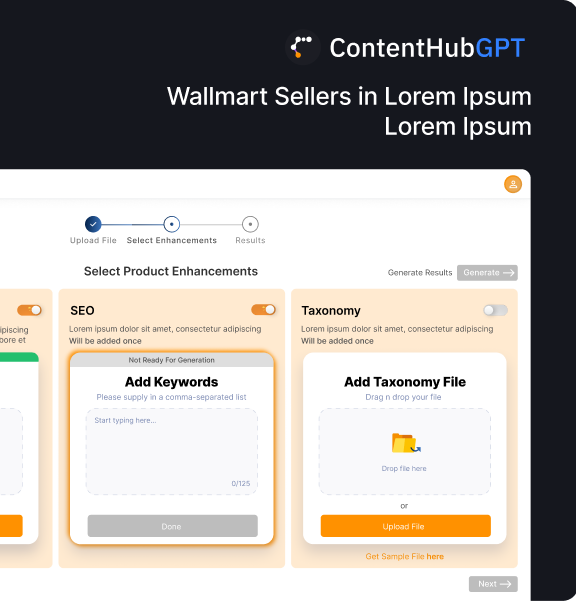 ContentHubGPT
Wallmart Sellers in Lorem Ipsum
Lorem Ipsum
Upload File
Select Enhancements
Results
Select Product Enhancements
Generate Results
Generate
ipiscing
bore et
SEO
Lorem ipsum dolor sit amet, consectetur adipiscing
Will be added once
Not Ready For Generation
Add Keywords
Please supply in a comma-separated list
Start typing here...
0/125
Done
Taxonomy
Lorem ipsum dolor sit amet, consectetur adipiscing
Will be added once
Add Taxonomy File
Drag n drop your file
Drop file here
or
Upload File
Get Sample File here
Next